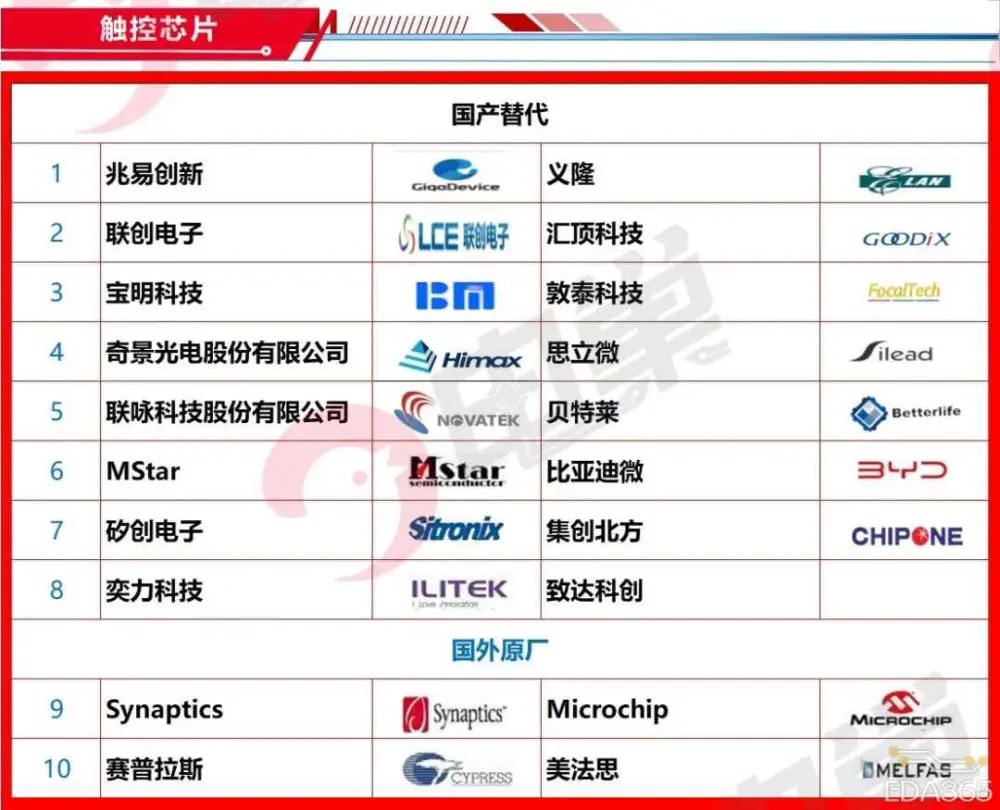 触控芯片
国产替代
1 兆易创新 GigaDevice 义隆 ELAN
2 联创电子 LCE 联创电子 汇顶科技 GOODiX
3 宝明科技 BM 敦泰科技 FocalTech
4 奇景光电股份有限公司 Himax 思立微 Silead
5 联咏科技股份有限公司 NOVATEK 贝特莱 Betterlife
6 MStar MStar semiconductor 比亚迪微 BYD
7 矽创电子 Sitronix 集创北方 CHIPONE
8 奕力科技 ILITEK I Love Innovation 致达科创
国外原厂
9 Synaptics Synaptics Microchip MICROCHIP
10 赛普拉斯 CYPRESS 美法思 MELFAS
EDA365